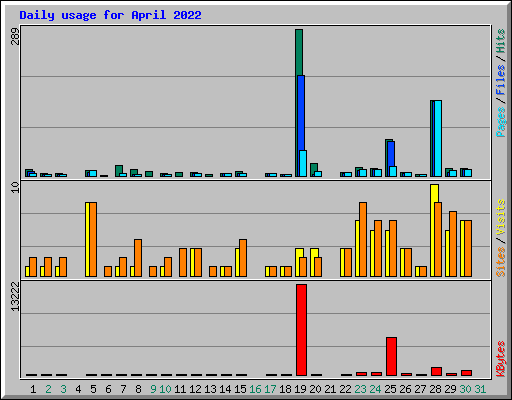 Daily usage for April 2022
289
10
13222
Pages / Files / Hits
Sites / Visits
KBytes
1 2 3 4 5 6 7 8 9 10 11 12 13 14 15 16 17 18 19 20 21 22 23 24 25 26 27 28 29 30 31